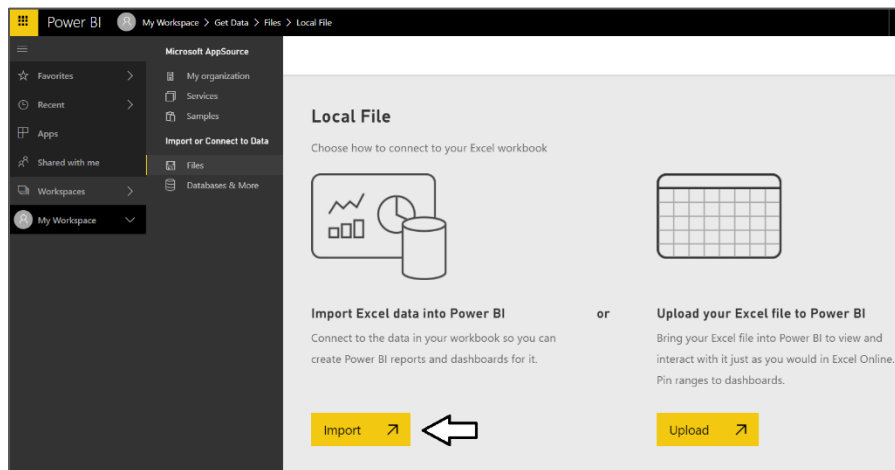 Power BI
My Workspace > Get Data > Files > Local File
Favorites
Recent
Apps
Shared with me
Workspaces
My Workspace
Microsoft AppSource
My organization
Services
Samples
Import or Connect to Data
Files
Databases & More
Local File
Choose how to connect to your Excel workbook
Import Excel data into Power BI
Connect to the data in your workbook so you can
create Power BI reports and dashboards for it.
Import
or
Upload your Excel file to Power BI
Bring your Excel file into Power BI to view and
interact with it just as you would in Excel Online.
Pin ranges to dashboards.
Upload